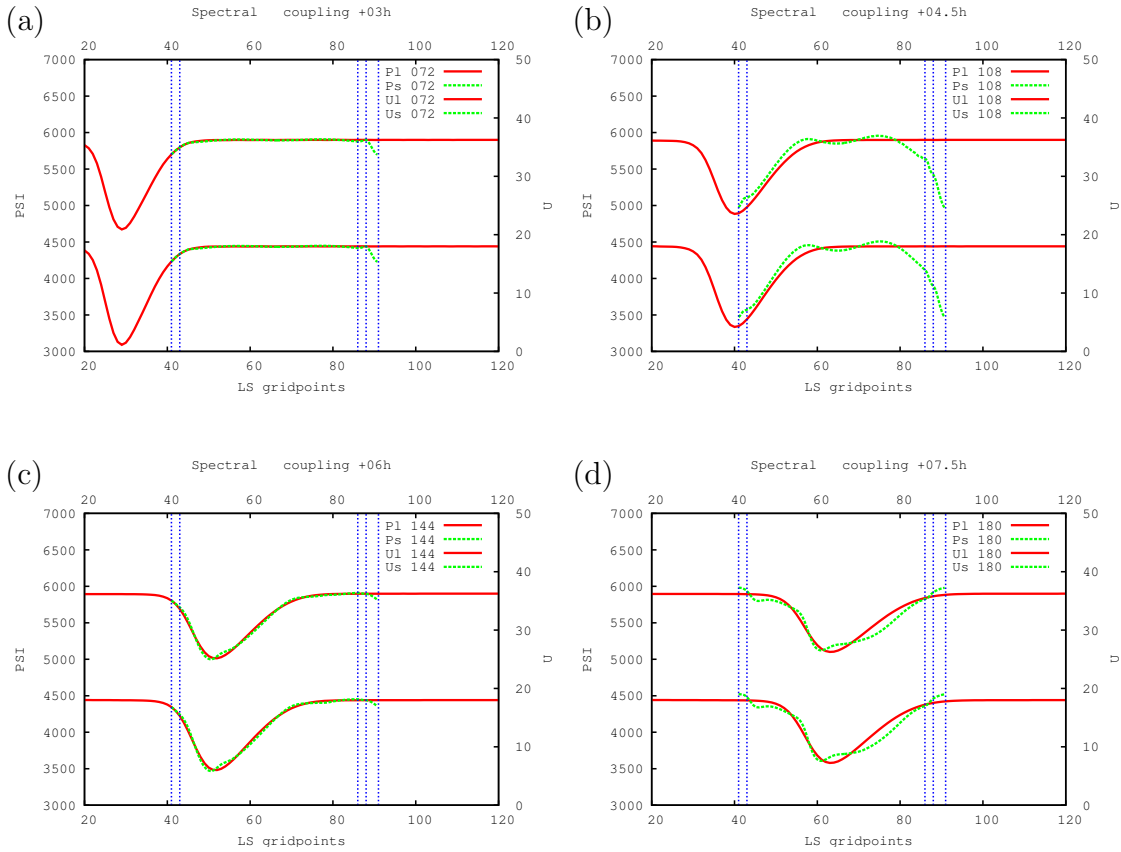 (a)
Spectral coupling +03h
20 40 60 80 100 120
7000
6500
6000
5500
5000
4500
4000
3500
3000
50
40
30
20
10
0
PSI
U
Pl 072
Ps 072
Ul 072
Us 072
20 40 60 80 100 120
LS gridpoints
(b)
Spectral coupling +04.5h
20 40 60 80 100 120
7000
6500
6000
5500
5000
4500
4000
3500
3000
50
40
30
20
10
0
PSI
U
Pl 108
Ps 108
Ul 108
Us 108
20 40 60 80 100 120
LS gridpoints
(c)
Spectral coupling +06h
20 40 60 80 100 120
7000
6500
6000
5500
5000
4500
4000
3500
3000
50
40
30
20
10
0
PSI
U
Pl 144
Ps 144
Ul 144
Us 144
20 40 60 80 100 120
LS gridpoints
(d)
Spectral coupling +07.5h
20 40 60 80 100 120
7000
6500
6000
5500
5000
4500
4000
3500
3000
50
40
30
20
10
0
PSI
U
Pl 180
Ps 180
Ul 180
Us 180
20 40 60 80 100 120
LS gridpoints